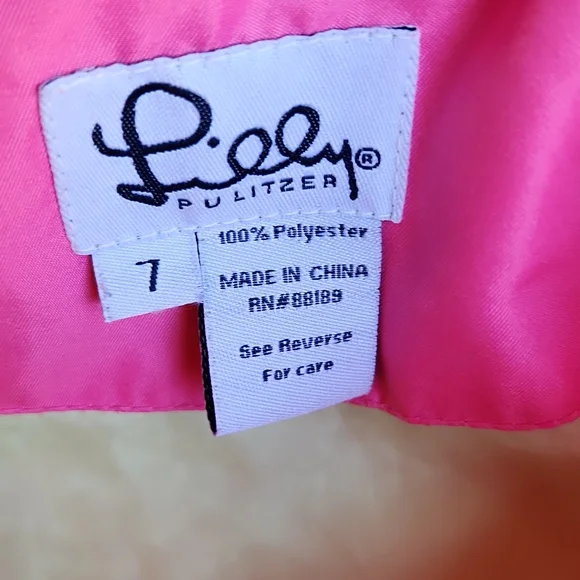 Lilly®
PULITZER
7
100% Polyester
MADE IN CHINA
RN#88189
See Reverse
For care